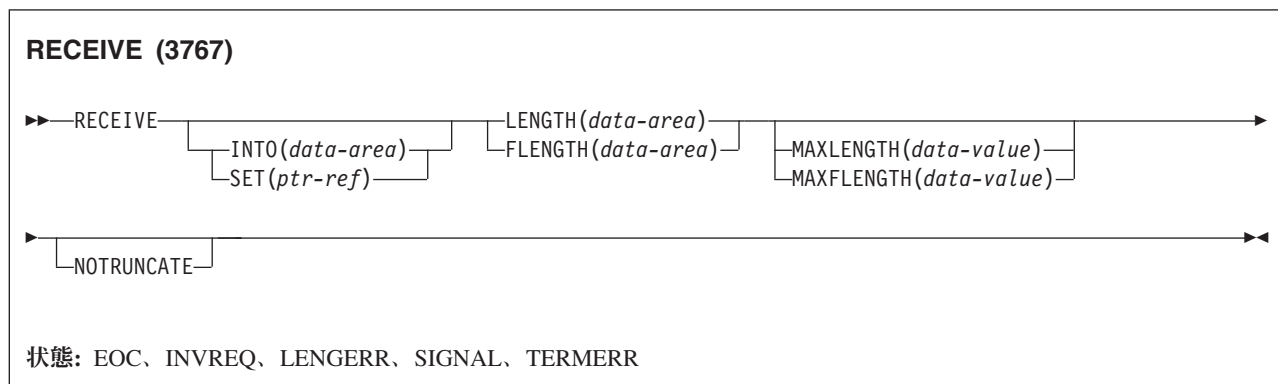 RECEIVE (3767)
RECEIVE LENGTH(data-area)
INTO(data-area) FLENGTH(data-area) MAXLENGTH(data-value)
SET(ptr-ref) MAXFLENGTH(data-value)
NOTRUNCATE
状態: EOC、INVREQ、LENGERR、SIGNAL、TERMERR